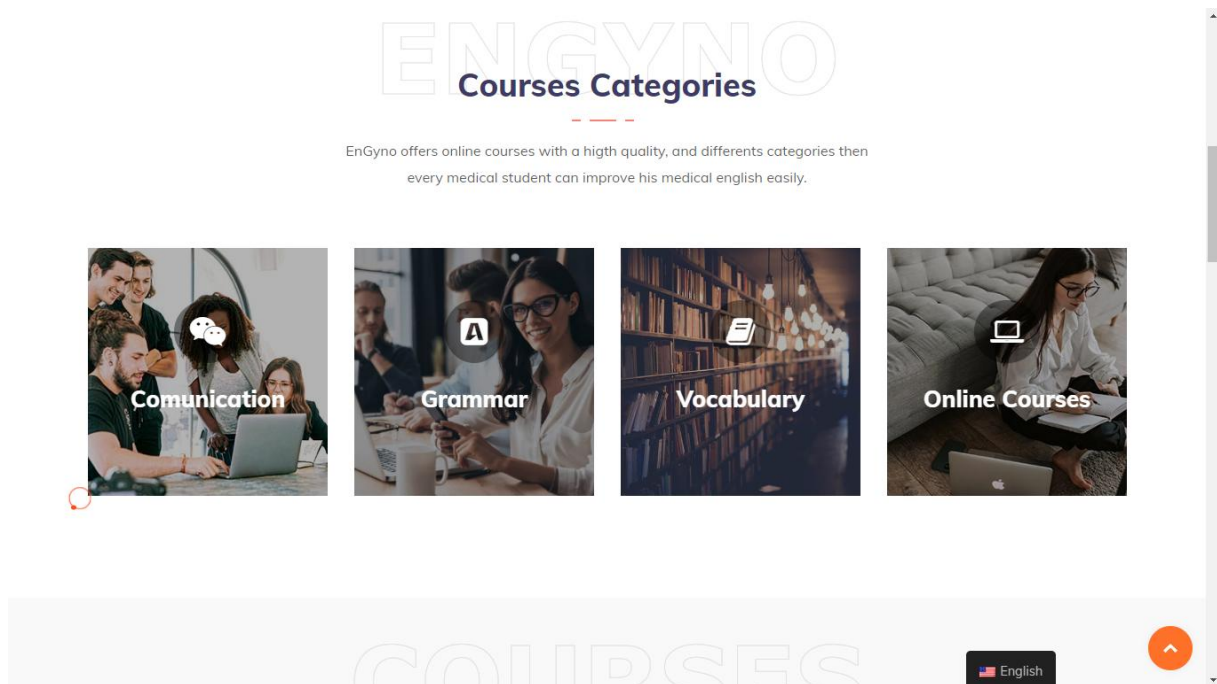 ENGYNO
Courses Categories
EnGyno offers online courses with a higth quality, and differents categories then
every medical student can improve his medical english easily.
Comunication
Grammar
Vocabulary
Online Courses
COURSES
English